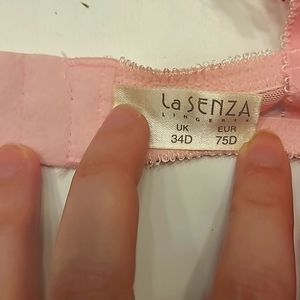 La SENZA
LINGERIE
UK EUR
34D 75D